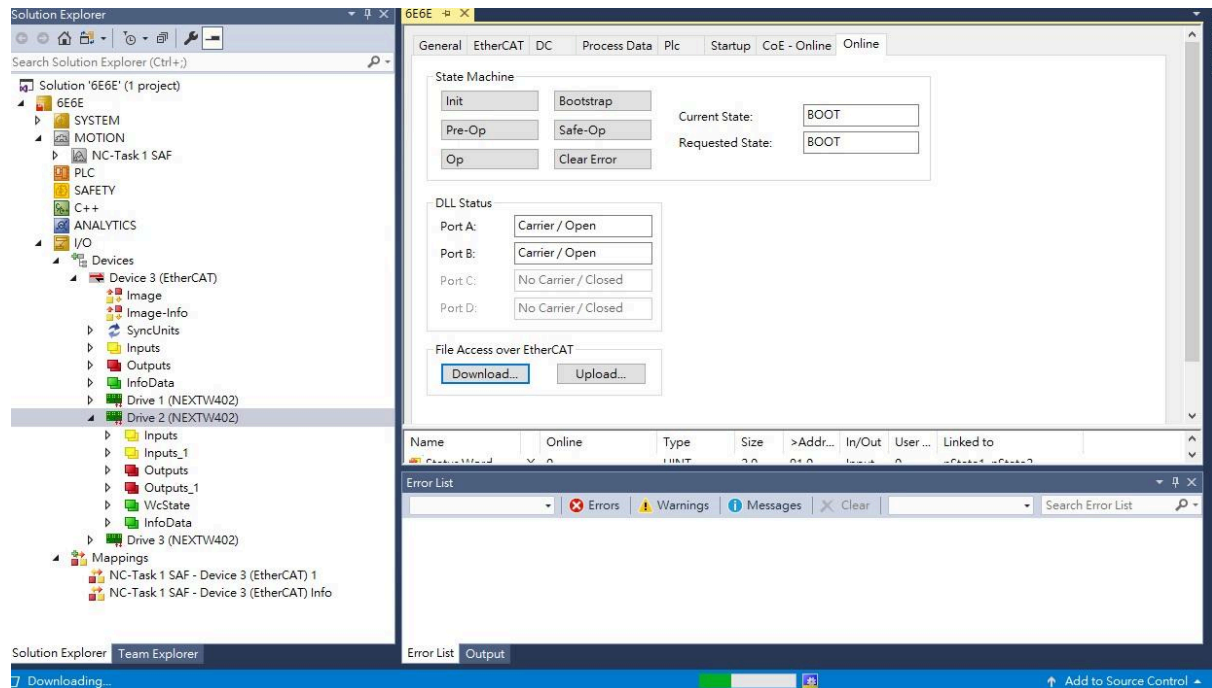 Solution Explorer
Search Solution Explorer (Ctrl+;)
Solution '6E6E' (1 project)
6E6E
SYSTEM
MOTION
NC-Task 1 SAF
PLC
SAFETY
C++
ANALYTICS
I/O
Devices
Device 3 (EtherCAT)
Image
Image-Info
SyncUnits
Inputs
Outputs
InfoData
Drive 1 (NEXTW402)
Drive 2 (NEXTW402)
Inputs
Inputs_1
Outputs
Outputs_1
WcState
InfoData
Drive 3 (NEXTW402)
Mappings
NC-Task 1 SAF - Device 3 (EtherCAT) 1
NC-Task 1 SAF - Device 3 (EtherCAT) Info
Solution Explorer Team Explorer
6E6E
General EtherCAT DC Process Data Plc Startup CoE - Online Online
State Machine
Init Bootstrap
Pre-Op Safe-Op
Op Clear Error
Current State: BOOT
Requested State: BOOT
DLL Status
Port A: Carrier / Open
Port B: Carrier / Open
Port C: No Carrier / Closed
Port D: No Carrier / Closed
File Access over EtherCAT
Download... Upload...
Name Online Type Size >Addr... In/Out User ... Linked to
Error List
Errors Warnings Messages Clear Search Error List
Error List Output
Downloading... Add to Source Control